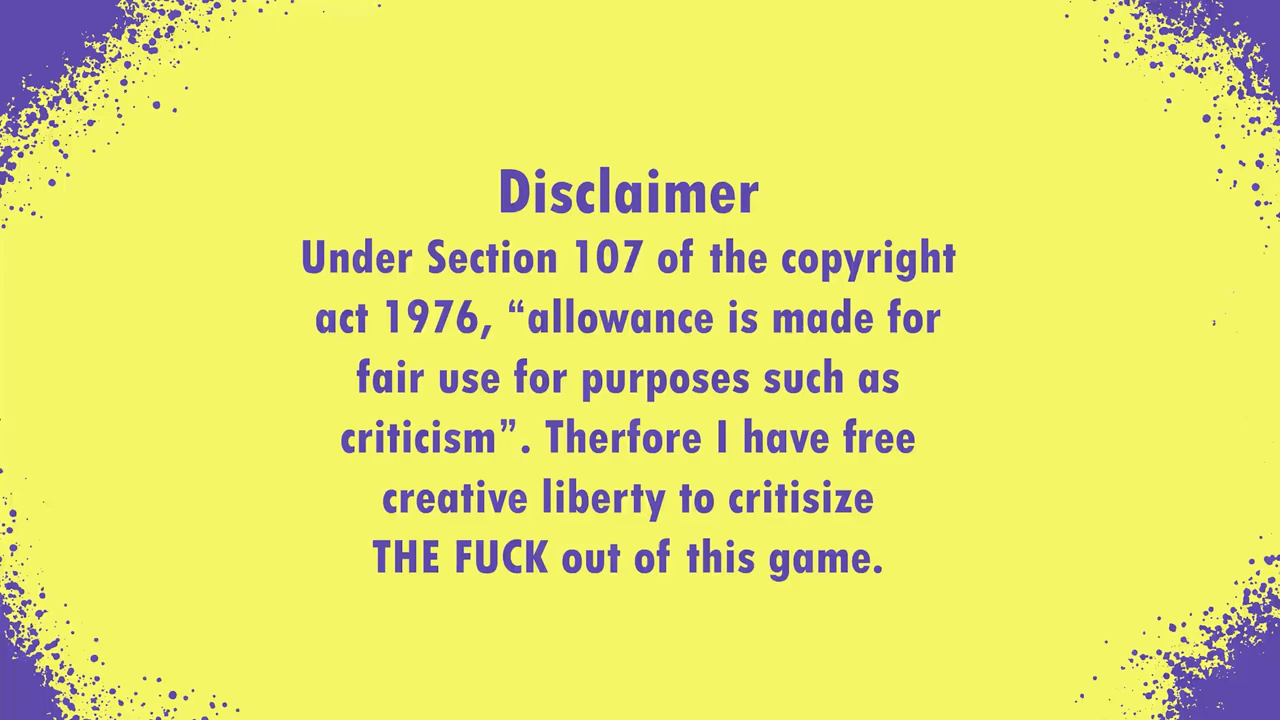 Disclaimer
Under Section 107 of the copyright
act 1976, “allowance is made for
fair use for purposes such as
criticism”. Therfore I have free
creative liberty to critisize
THE FUCK out of this game.